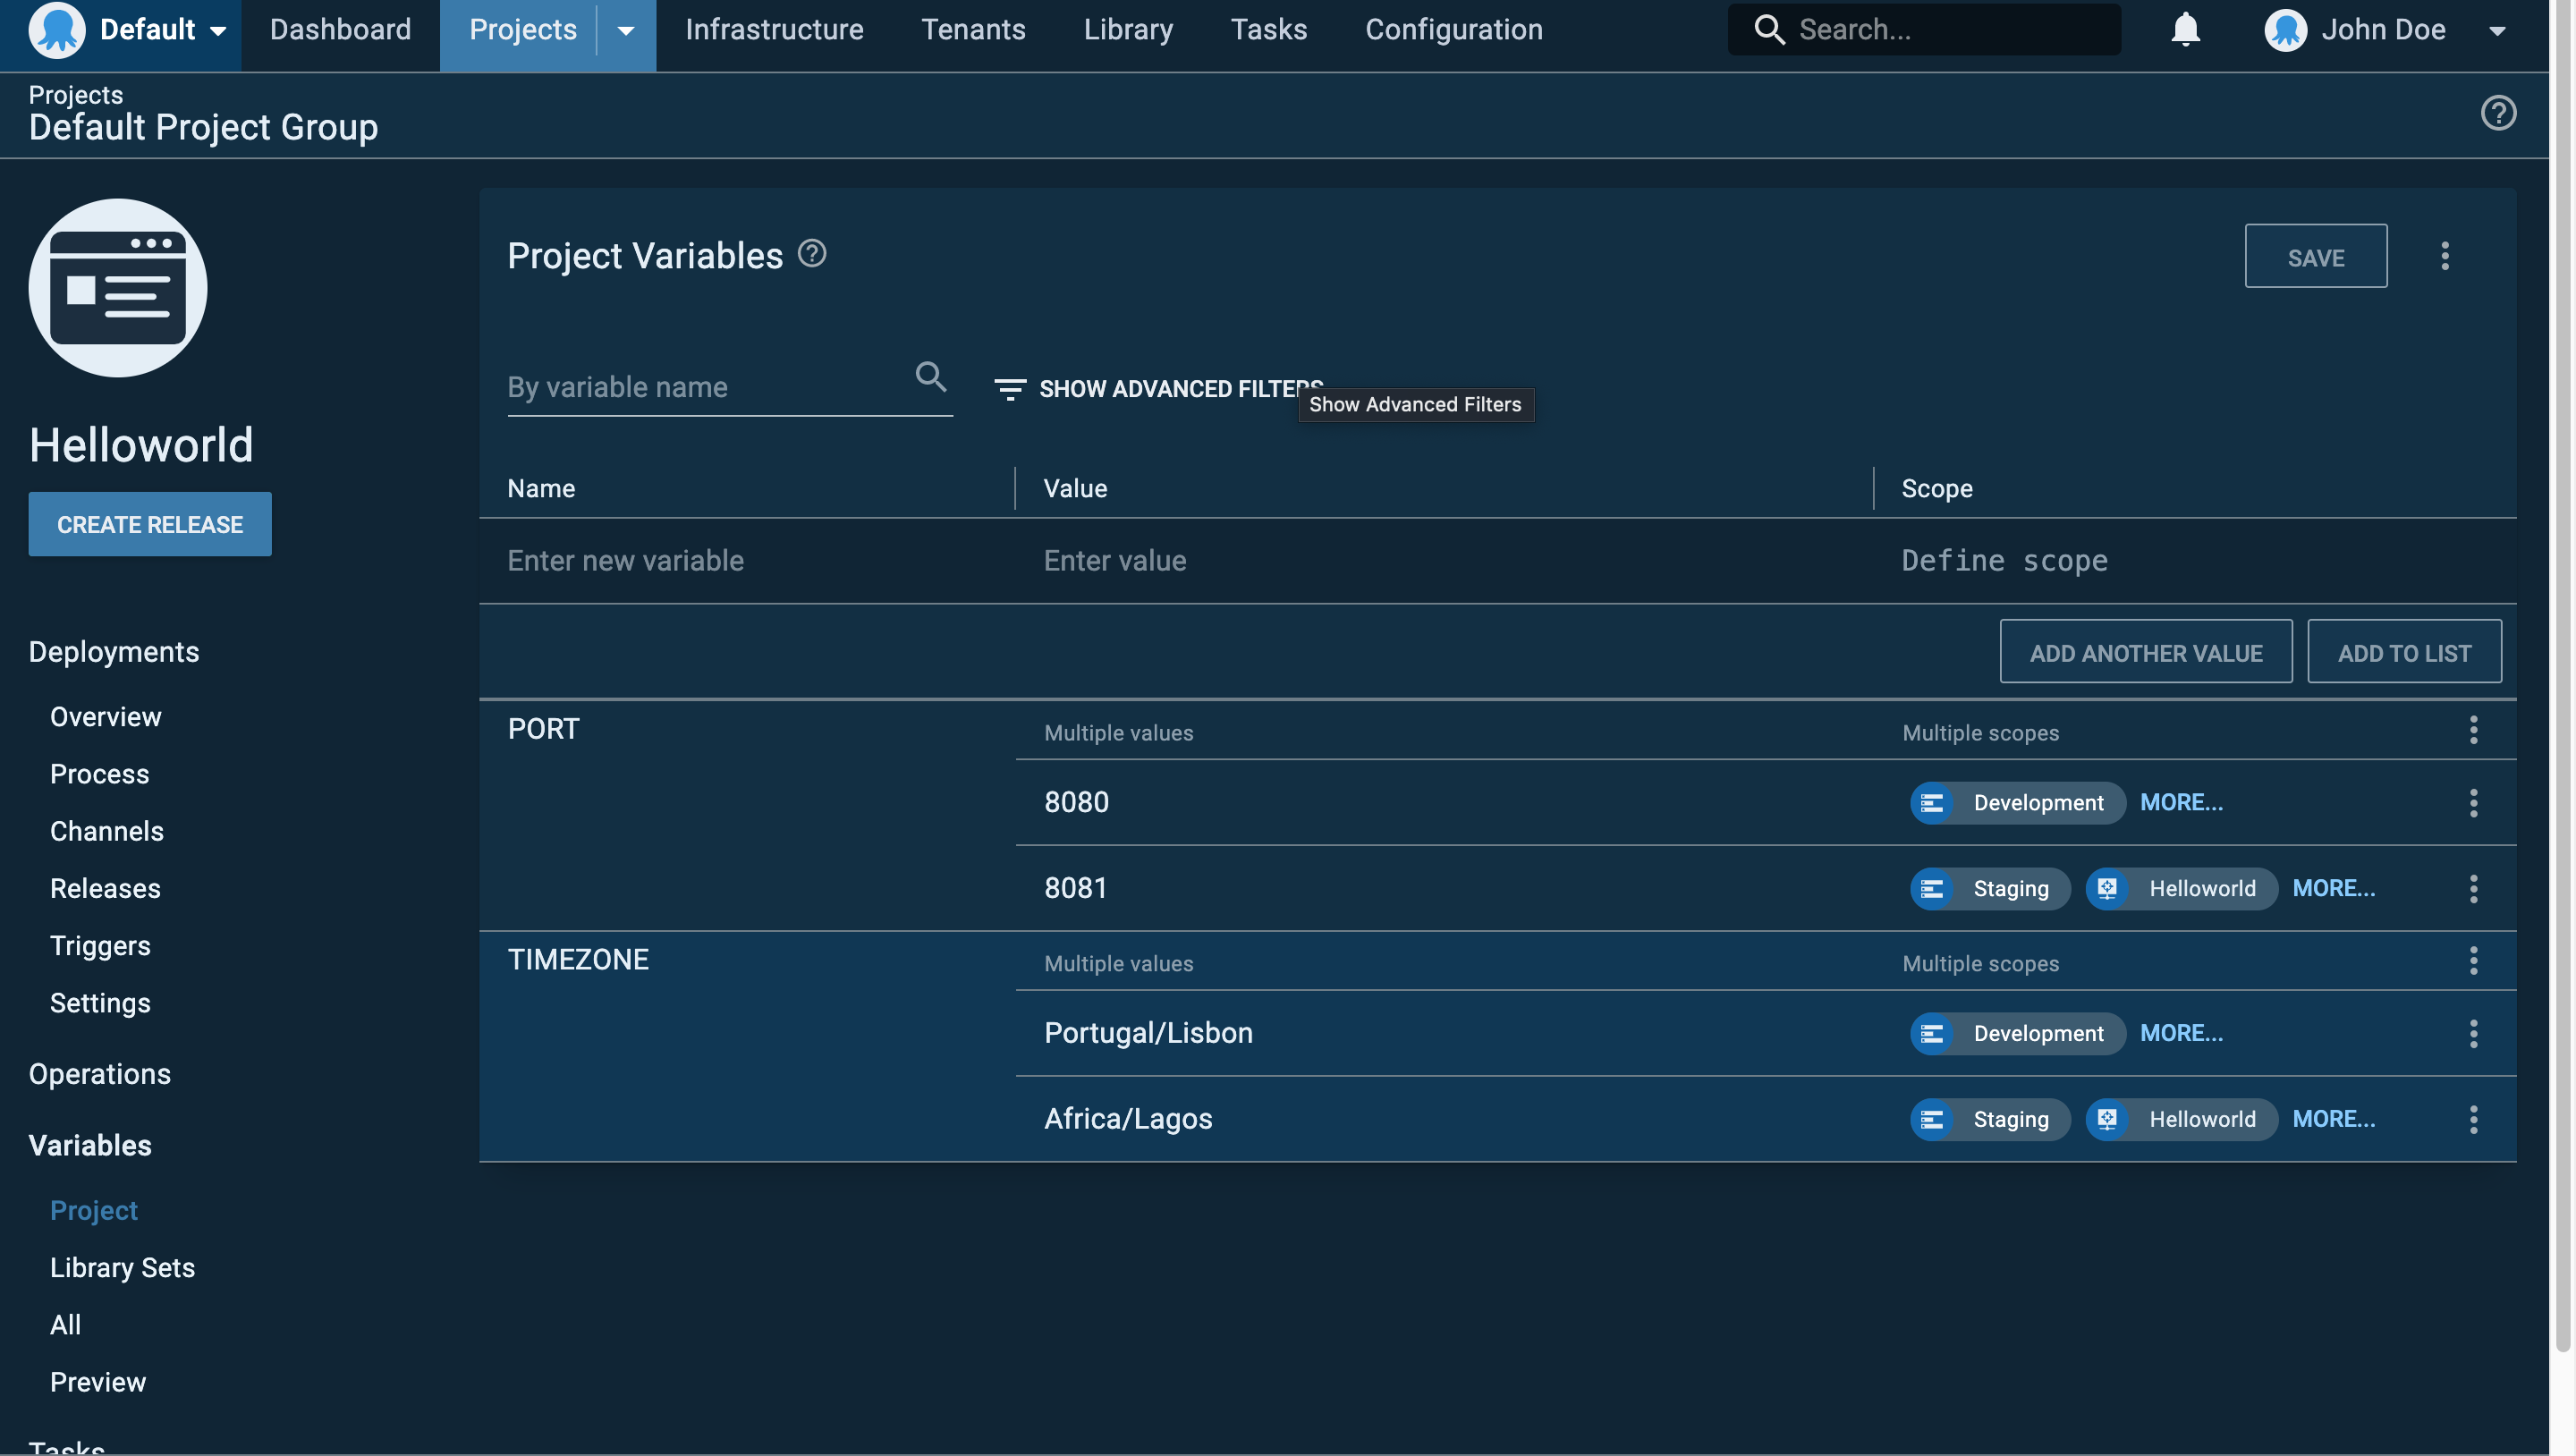 Default
Dashboard
Projects
Infrastructure
Tenants
Library
Tasks
Configuration
Search...
John Doe
Projects
Default Project Group
Helloworld
CREATE RELEASE
Deployments
Overview
Process
Channels
Releases
Triggers
Settings
Operations
Variables
Project
Library Sets
All
Preview
Tasks
Project Variables
SAVE
By variable name
SHOW ADVANCED FILTERS
Show Advanced Filters
Name Value Scope
Enter new variable Enter value Define scope
ADD ANOTHER VALUE ADD TO LIST
PORT Multiple values Multiple scopes
8080 Development MORE...
8081 Staging Helloworld MORE...
TIMEZONE Multiple values Multiple scopes
Portugal/Lisbon Development MORE...
Africa/Lagos Staging Helloworld MORE...